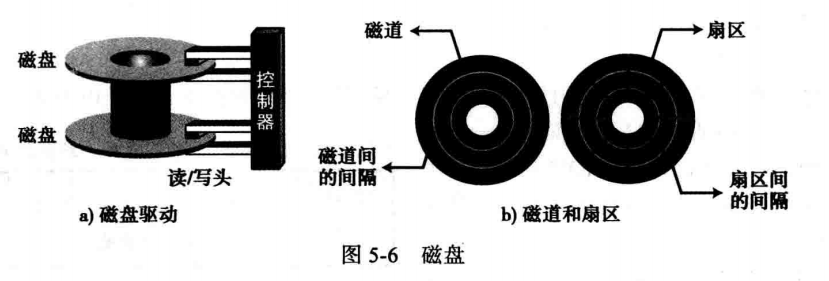 磁盘
磁盘
控制器
读/写头
a) 磁盘驱动
磁道
扇区
磁道间
的间隔
扇区间
的间隔
b) 磁道和扇区
图 5-6 磁盘